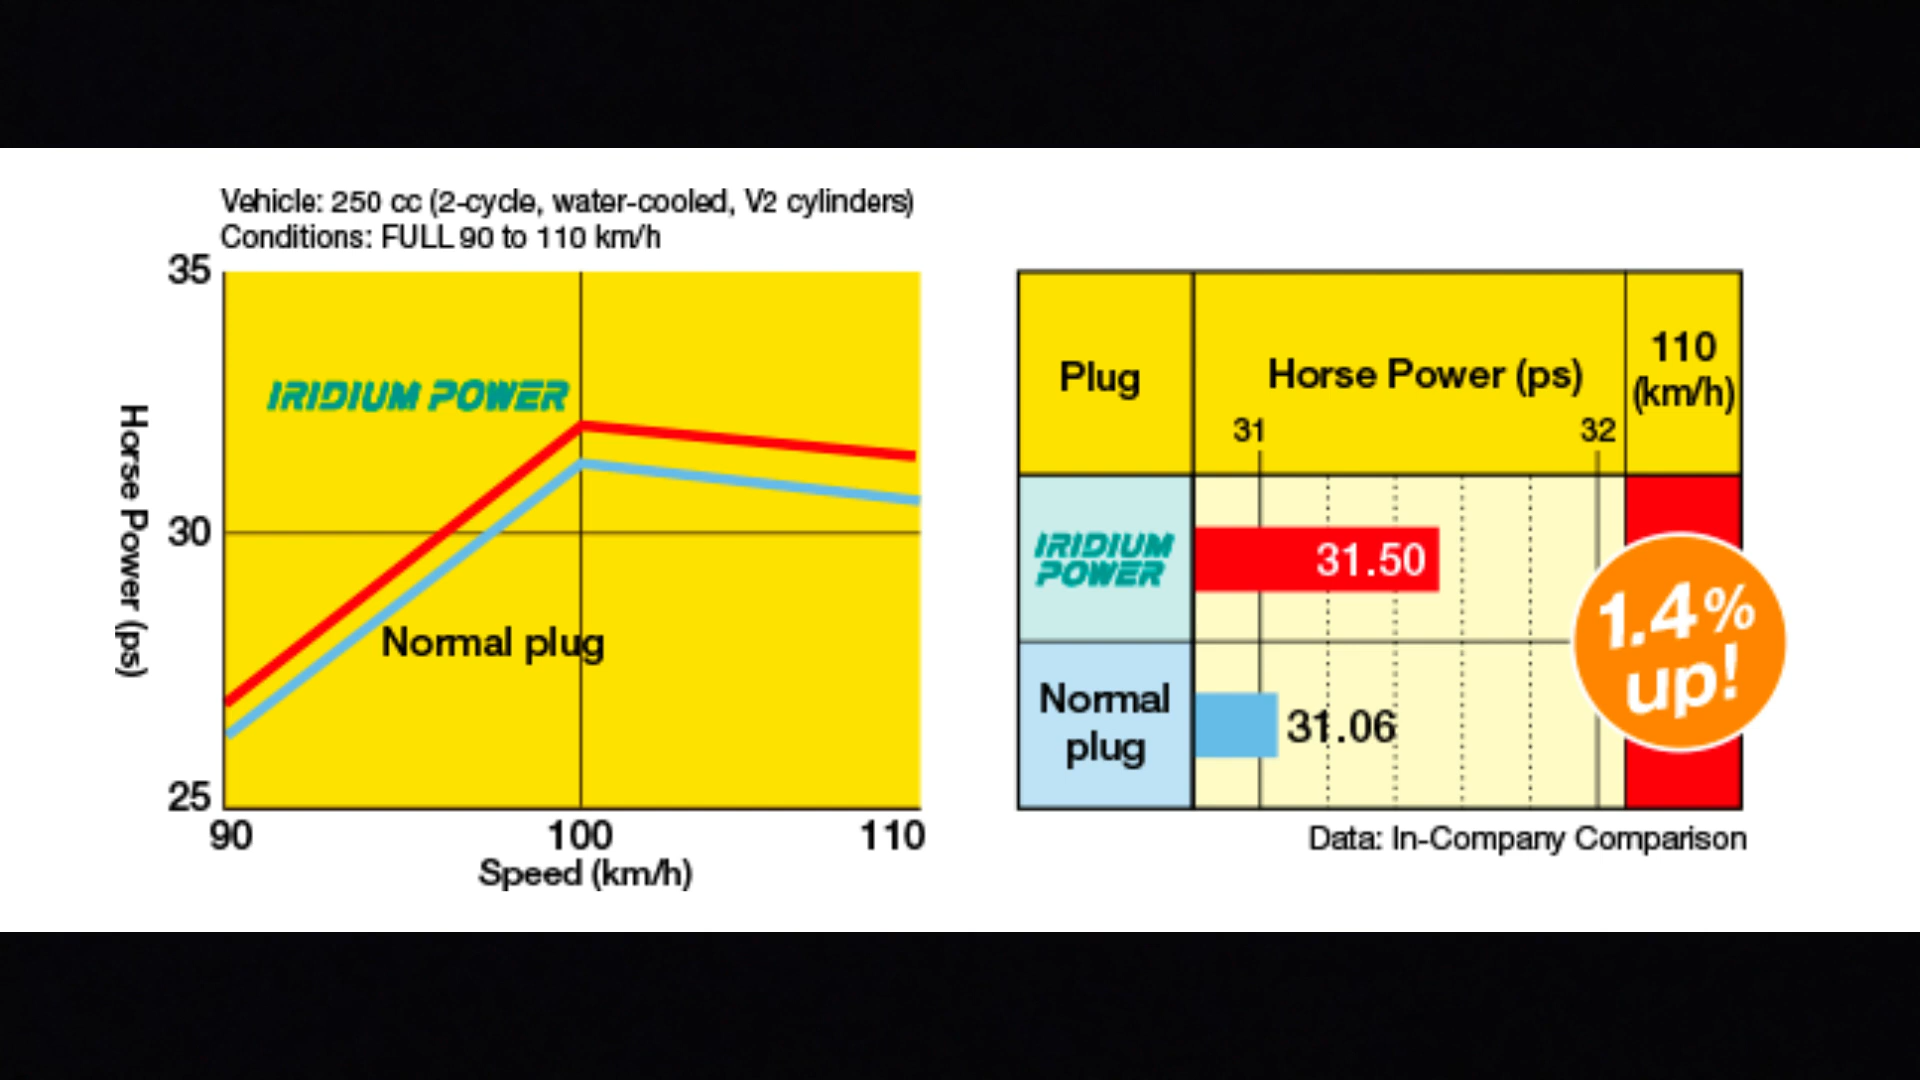 Vehicle: 250 cc (2-cycle, water-cooled, V2 cylinders)
Conditions: FULL 90 to 110 km/h
35
30
25
Horse Power (ps)
IRIDIUM POWER
Normal plug
90
100
110
Speed (km/h)
Plug
Horse Power (ps)
31
32
110
(km/h)
IRIDIUM
POWER
31.50
Normal
plug
31.06
1.4%
up!
Data: In-Company Comparison